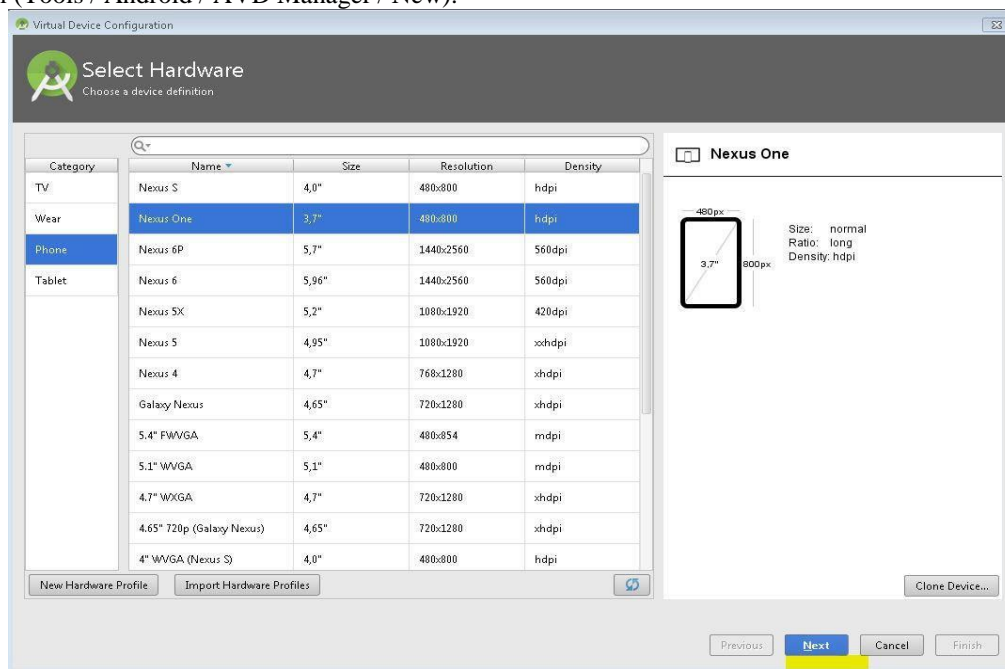 (Tools / Android / AVD Manager / New).
Virtual Device Configuration
Select Hardware
Choose a device definition
Category
Name
Size
Resolution
Density
TV
Wear
Phone
Tablet
Nexus S 4,0" 480x800 hdpi
Nexus One 3,7" 480x800 hdpi
Nexus 6P 5,7" 1440x2560 560dpi
Nexus 6 5,96" 1440x2560 560dpi
Nexus 5X 5,2" 1080x1920 420dpi
Nexus 5 4,95" 1080x1920 xxhdpi
Nexus 4 4,7" 768x1280 xhdpi
Galaxy Nexus 4,65" 720x1280 xhdpi
5.4" FWVGA 5,4" 480x854 mdpi
5.1" WVGA 5,1" 480x800 mdpi
4.7" WXGA 4,7" 720x1280 xhdpi
4.65" 720p (Galaxy Nexus) 4,65" 720x1280 xhdpi
4" WVGA (Nexus S) 4,0" 480x800 hdpi
New Hardware Profile
Import Hardware Profiles
Nexus One
480px
3,7"
800px
Size: normal
Ratio: long
Density: hdpi
Clone Device...
Previous
Next
Cancel
Finish